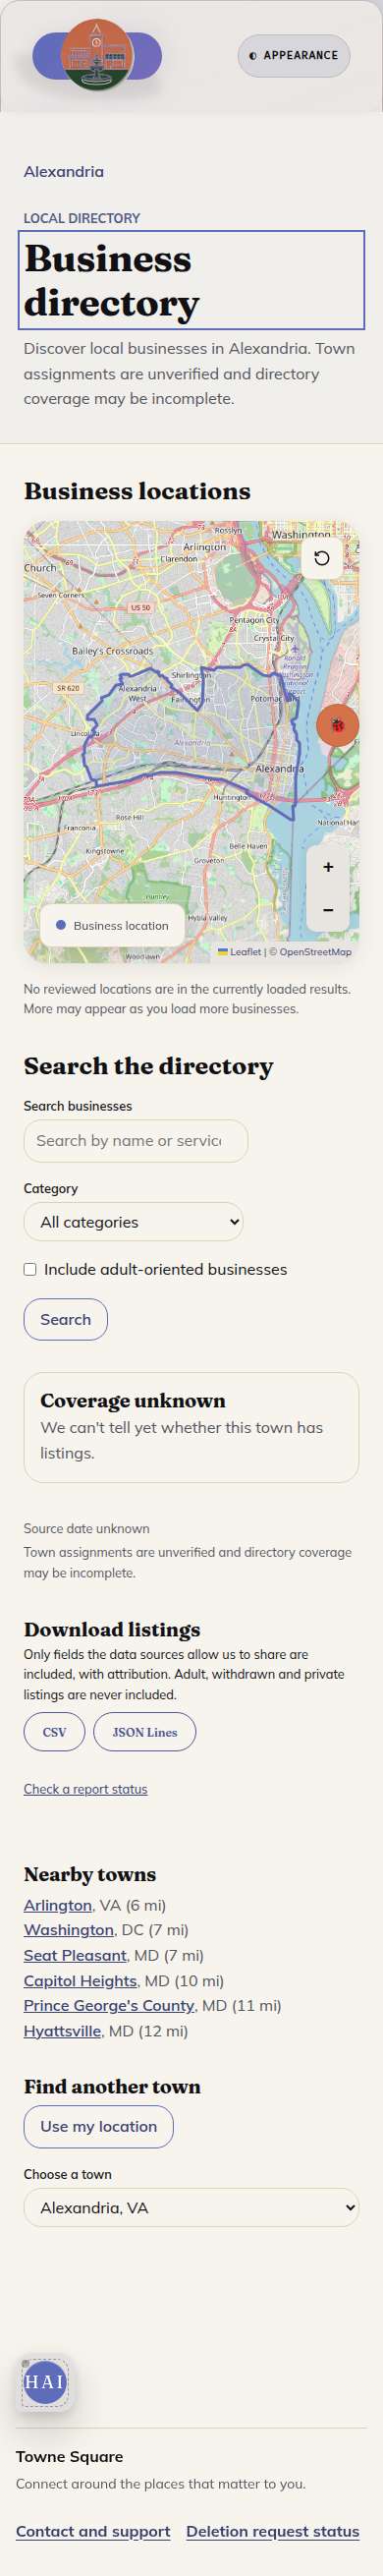 ◐ APPEARANCE
Alexandria
LOCAL DIRECTORY
Business
directory
Discover local businesses in Alexandria. Town
assignments are unverified and directory
coverage may be incomplete.
Business locations
Rosslyn
Washington
Arlington
Clarendon
Church
Seven Corners
US 50
Pentagon City
Crystal City
Bailey's Crossroads
Ronald
Reagan
Washington
National
Airport
SR 620
Alexandria
West
Shirlington
Fairlington
Potomac
Lincolnia
Alexandria
Alexandria
Huntington
Rose Hill
Franconia
National Har
Kingstowne
Belle Haven
Groveton
Huntley
Hybla Valley
Woodlawn
+
−
Business location
Leaflet | © OpenStreetMap
No reviewed locations are in the currently loaded results.
More may appear as you load more businesses.
Search the directory
Search businesses
Search by name or servic
Category
All categories
Include adult-oriented businesses
Search
Coverage unknown
We can't tell yet whether this town has
listings.
Source date unknown
Town assignments are unverified and directory coverage
may be incomplete.
Download listings
Only fields the data sources allow us to share are
included, with attribution. Adult, withdrawn and private
listings are never included.
CSV JSON Lines
Check a report status
Nearby towns
Arlington, VA (6 mi)
Washington, DC (7 mi)
Seat Pleasant, MD (7 mi)
Capitol Heights, MD (10 mi)
Prince George's County, MD (11 mi)
Hyattsville, MD (12 mi)
Find another town
Use my location
Choose a town
Alexandria, VA
HAI
Towne Square
Connect around the places that matter to you.
Contact and support Deletion request status